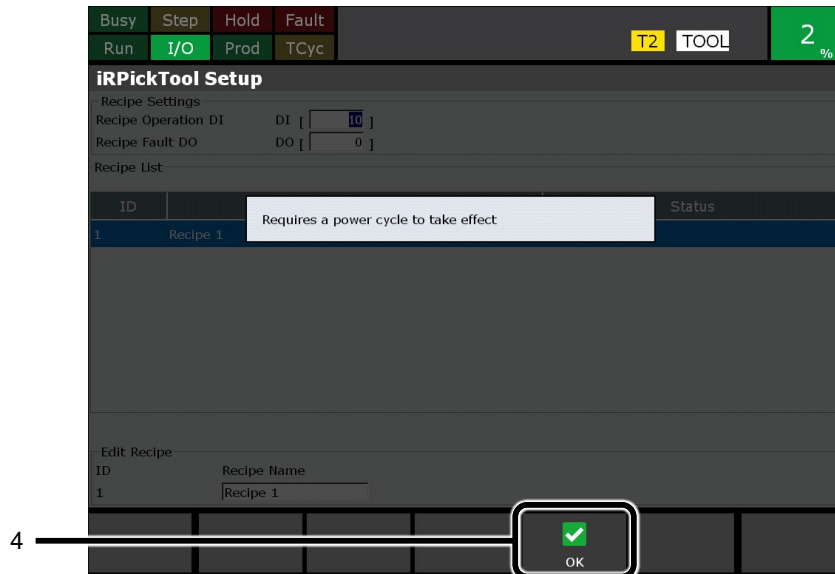 Busy Step Hold Fault
Run I/O Prod TCyc
T2 TOOL 2 %
iRPickTool Setup
Recipe Settings
Recipe Operation DI DI [ 10 ]
Recipe Fault DO DO [ 0 ]
Recipe List
ID Status
Requires a power cycle to take effect
1 Recipe 1
Edit Recipe
ID Recipe Name
1 Recipe 1
4
OK